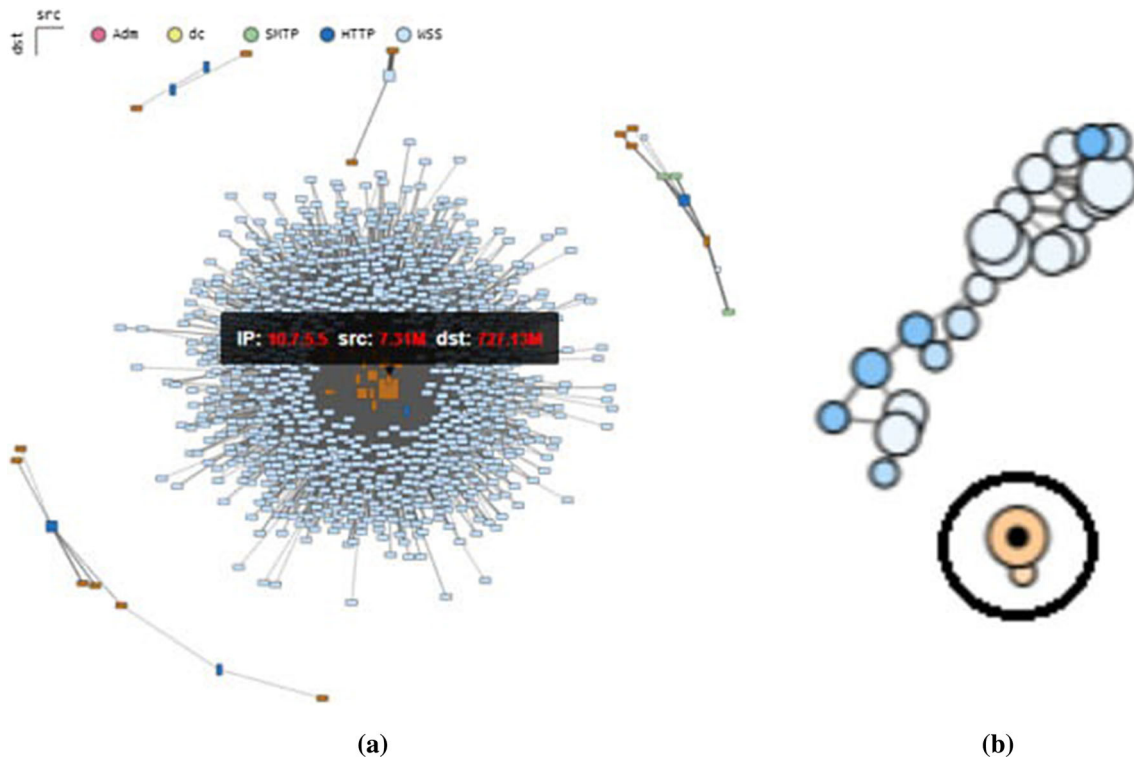 src
dst
Adm dc SMTP HTTP WSS
IP: 10.7.5.5 src: 7.31M dst: 727.13M
(a) (b)